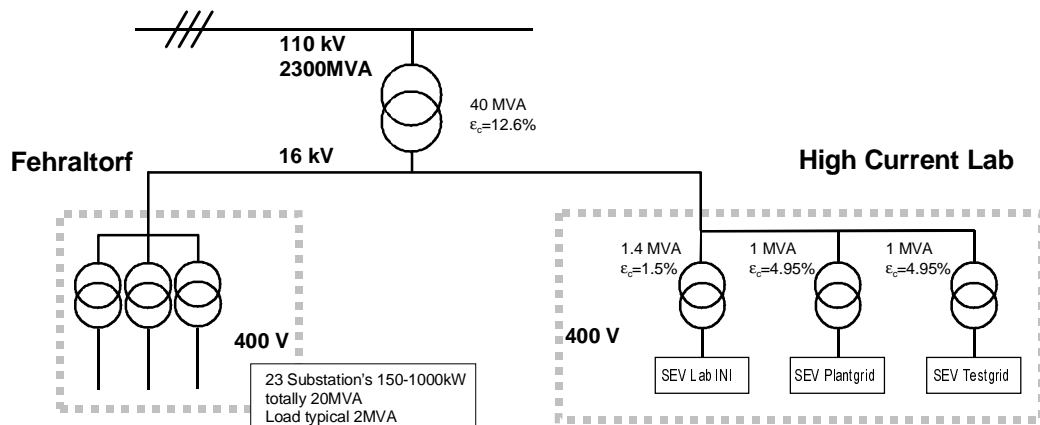 110 kV
2300MVA
40 MVA
εc=12.6%
Fehraltorf
16 kV
High Current Lab
1.4 MVA
εc=1.5%
1 MVA
εc=4.95%
1 MVA
εc=4.95%
400 V
400 V
SEV Lab INI
SEV Plantgrid
SEV Testgrid
23 Substation's 150-1000kW
totally 20MVA
Load typical 2MVA